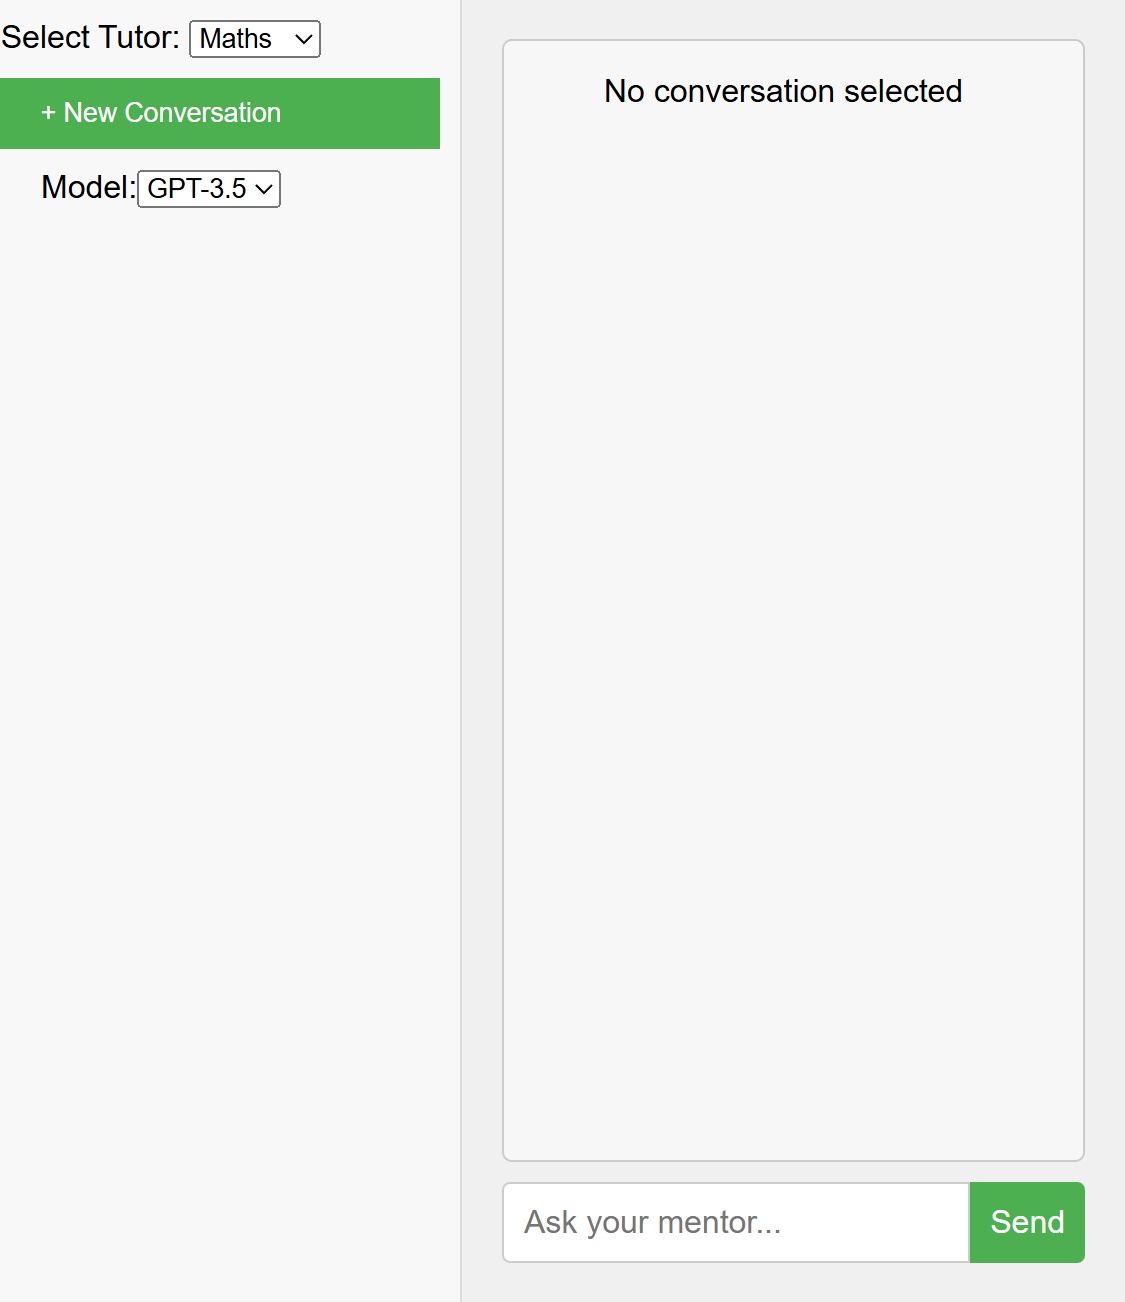 Select Tutor: Maths
+ New Conversation
Model: GPT-3.5
No conversation selected
Ask your mentor...
Send